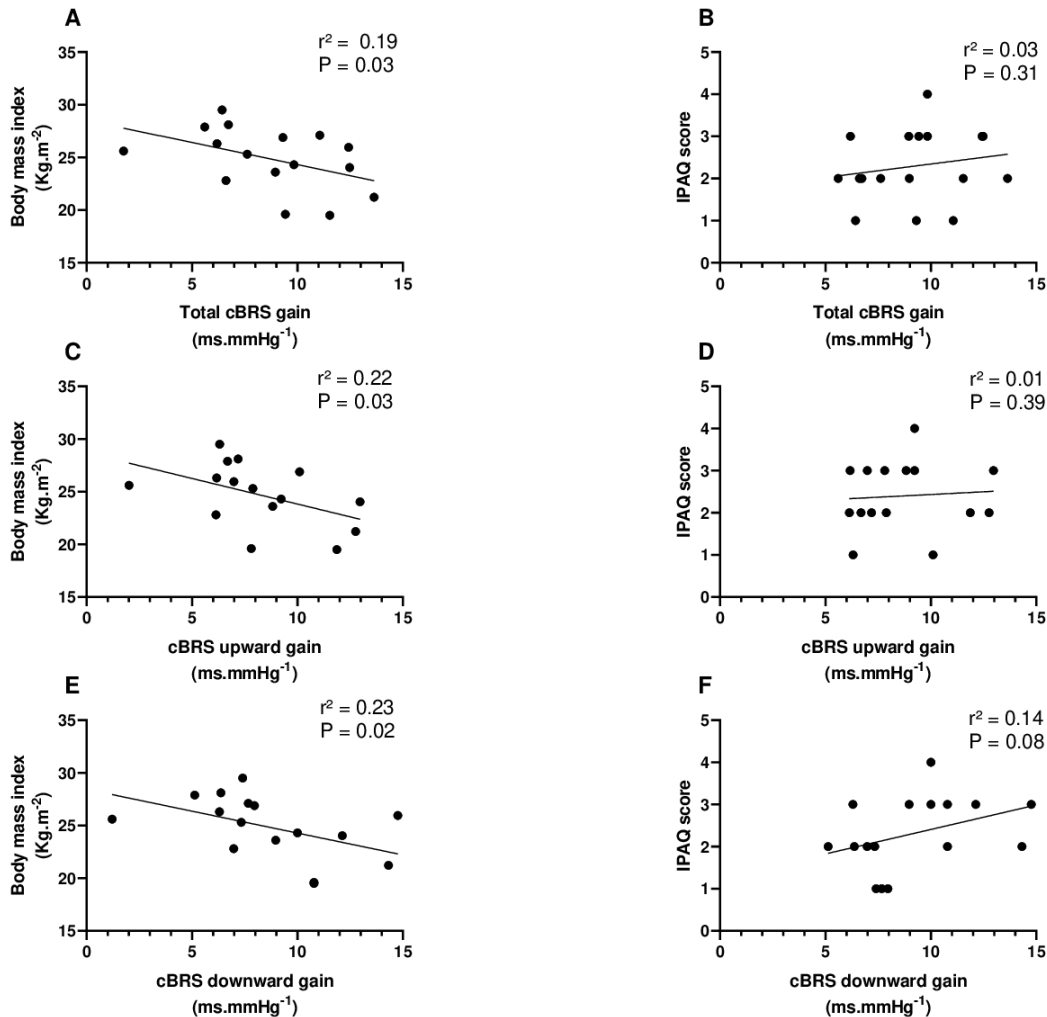 A
r² = 0.19
P = 0.03
Body mass index
(Kg.m⁻²)
35
30
25
20
15
0 5 10 15
Total cBRS gain
(ms.mmHg⁻¹)
B
r² = 0.03
P = 0.31
IPAQ score
5
4
3
2
1
0
0 5 10 15
Total cBRS gain
(ms.mmHg⁻¹)
C
r² = 0.22
P = 0.03
Body mass index
(Kg.m⁻²)
35
30
25
20
15
0 5 10 15
cBRS upward gain
(ms.mmHg⁻¹)
D
r² = 0.01
P = 0.39
IPAQ score
5
4
3
2
1
0
0 5 10 15
cBRS upward gain
(ms.mmHg⁻¹)
E
r² = 0.23
P = 0.02
Body mass index
(Kg.m⁻²)
35
30
25
20
15
0 5 10 15
cBRS downward gain
(ms.mmHg⁻¹)
F
r² = 0.14
P = 0.08
IPAQ score
5
4
3
2
1
0
0 5 10 15
cBRS downward gain
(ms.mmHg⁻¹)